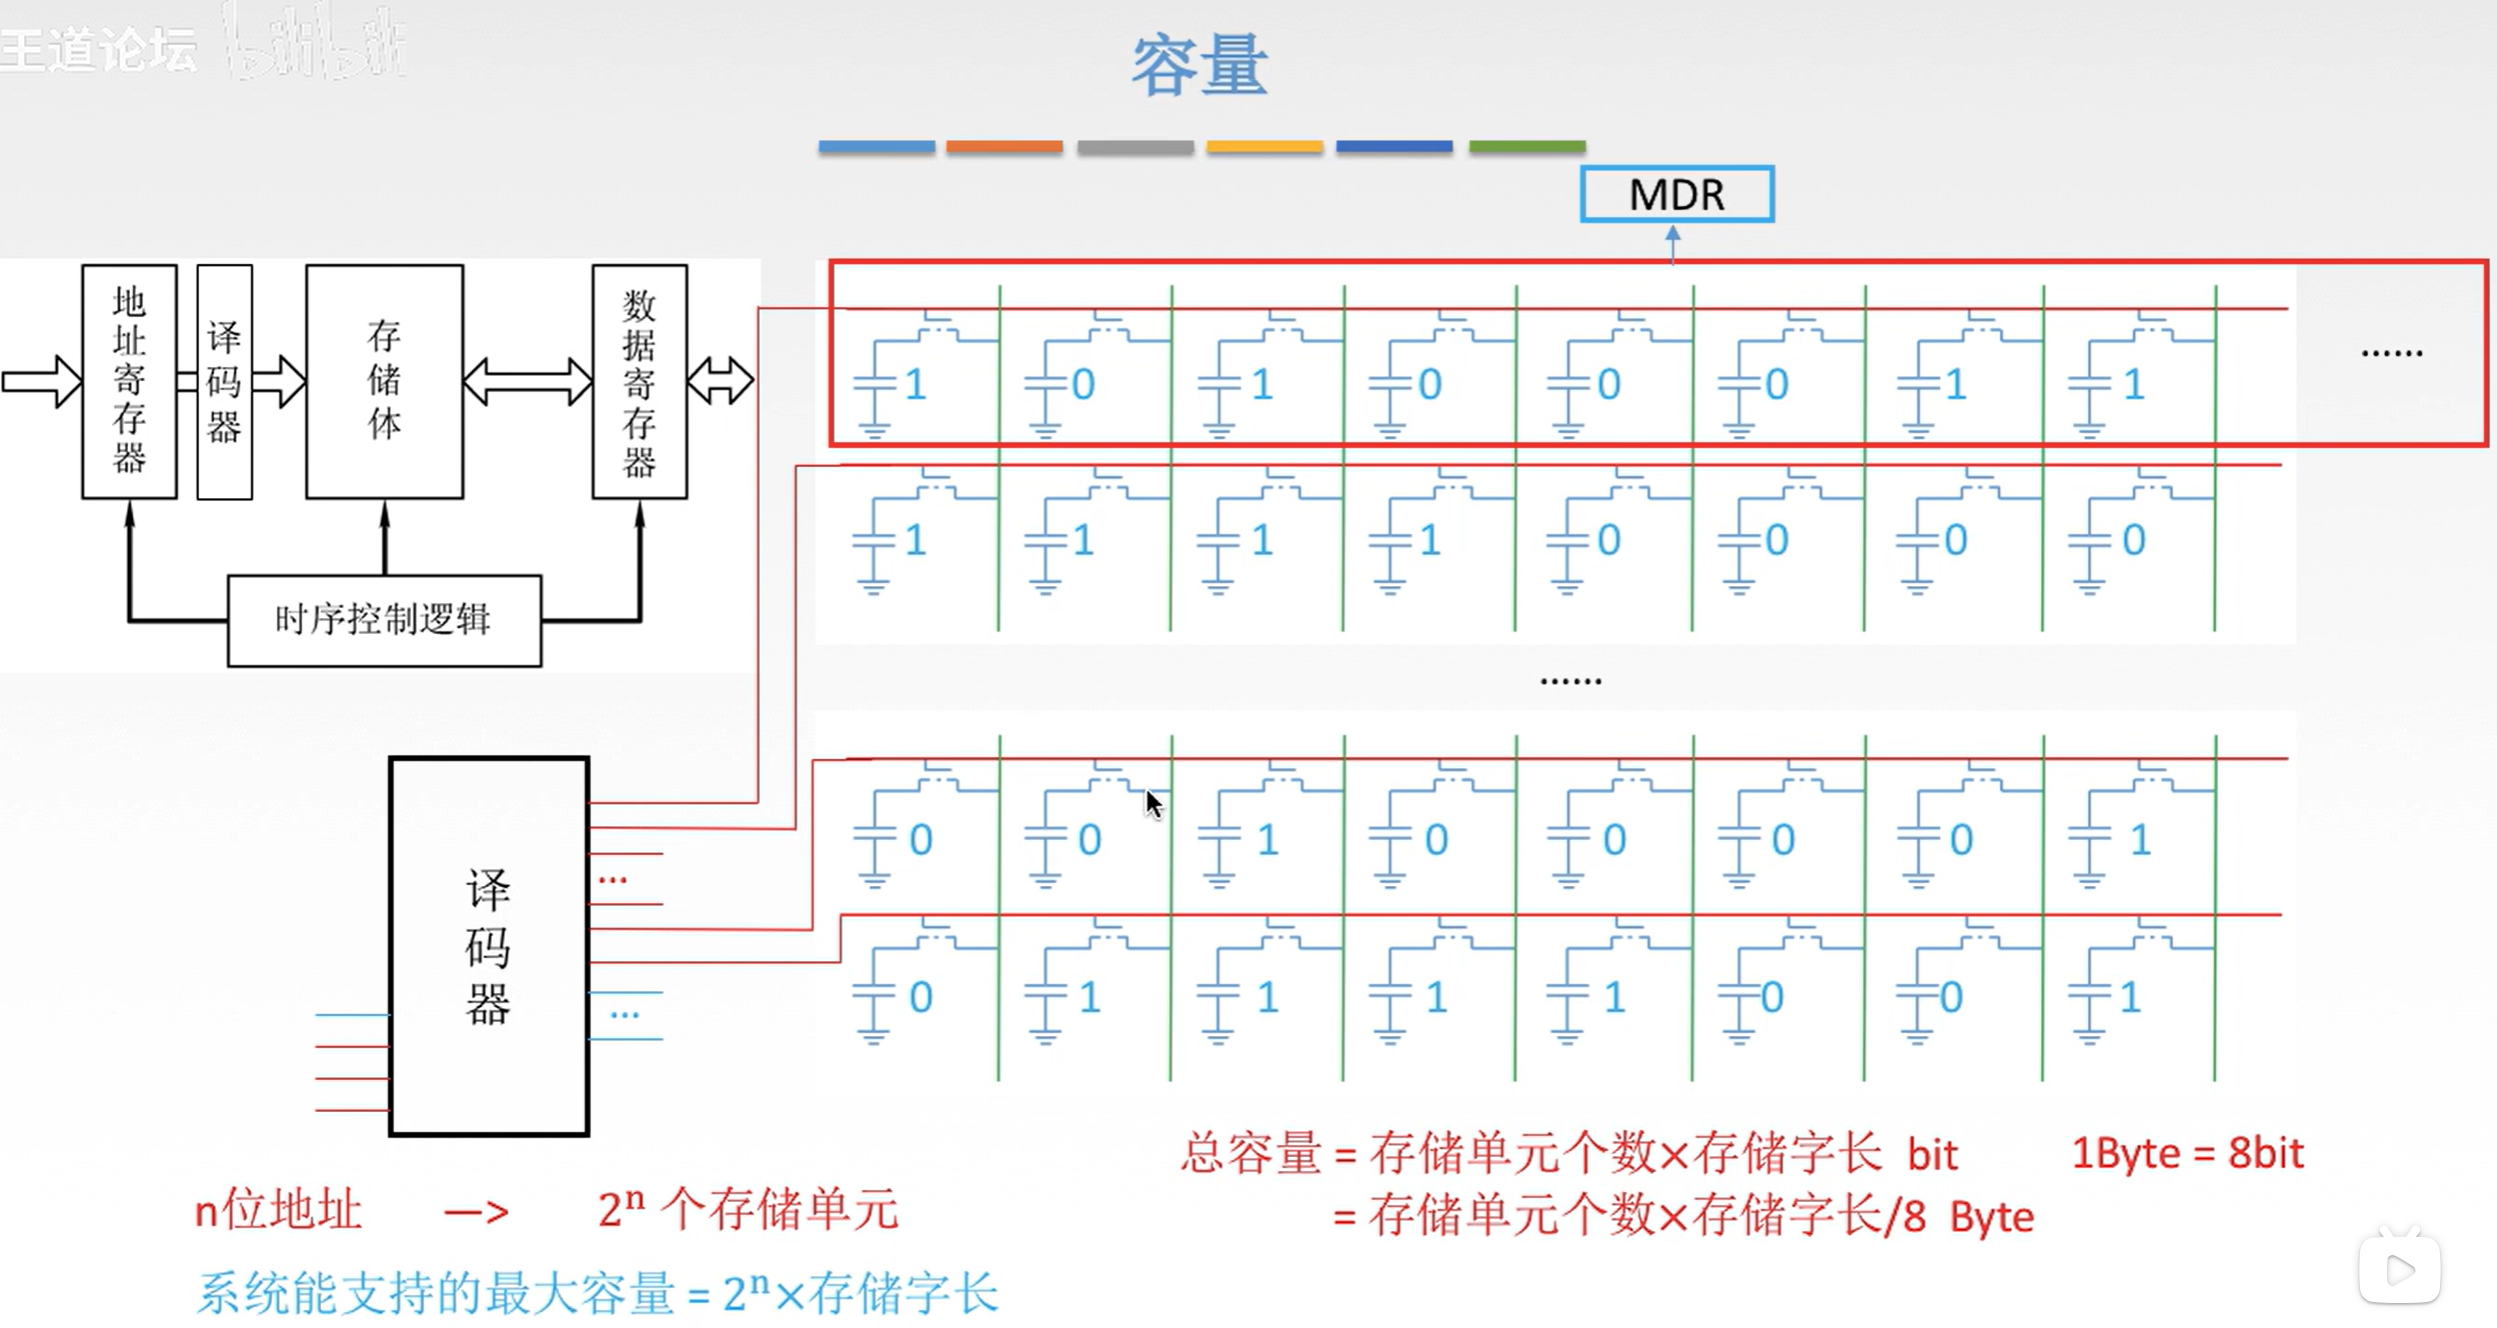 王道论坛 bilibili
容量
MDR
地址寄存器
译码器
存储体
数据寄存器
时序控制逻辑
1 0 1 0 0 0 1 1 ……
1 1 1 1 0 0 0 0
……
0 0 1 0 0 0 0 1
0 1 1 1 1 0 0 1
译码器
...
...
总容量 = 存储单元个数×存储字长 bit 1Byte = 8bit
= 存储单元个数×存储字长/8 Byte
n位地址 —> 2ⁿ 个存储单元
系统能支持的最大容量 = 2ⁿ×存储字长